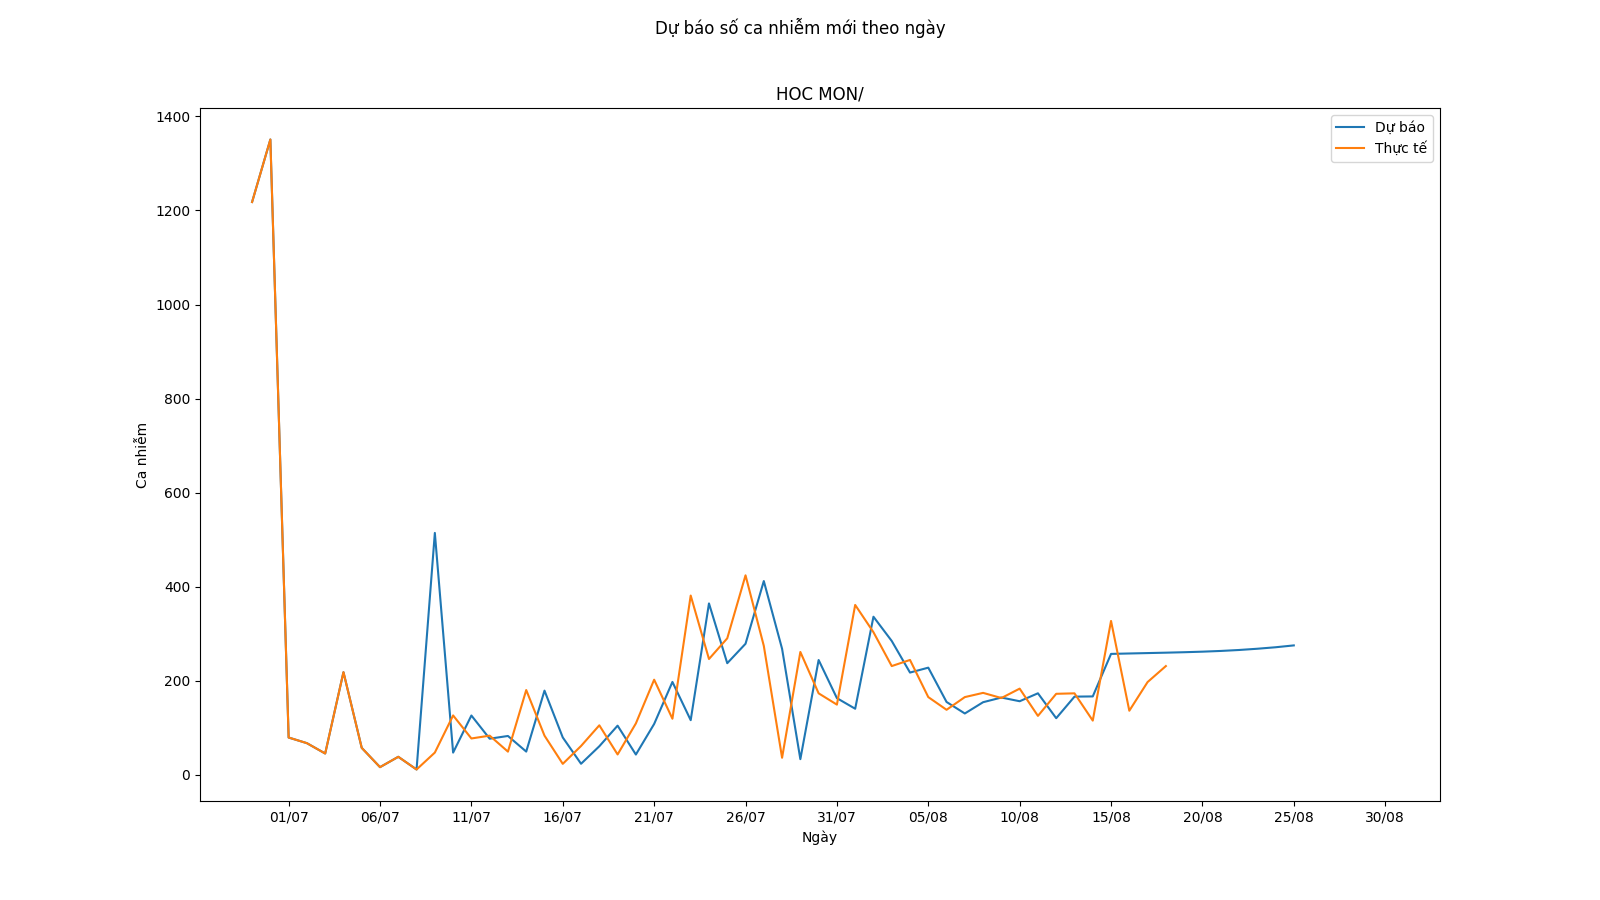 Dự báo số ca nhiễm mới theo ngày
HOC MON/
1400
1200
1000
800
600
400
200
0
Ca nhiễm
Dự báo
Thực tế
01/07 06/07 11/07 16/07 21/07 26/07 31/07 05/08 10/08 15/08 20/08 25/08 30/08
Ngày